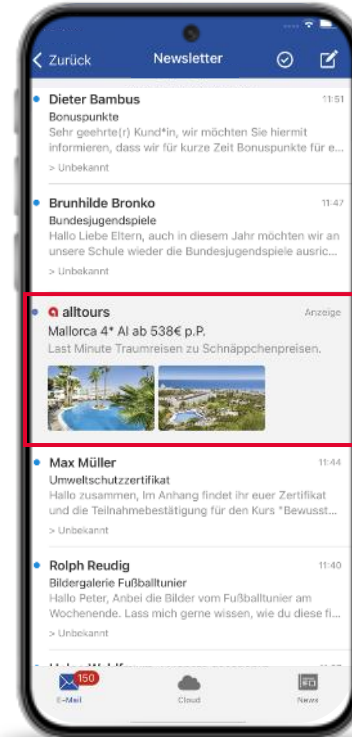 Zurück
Newsletter
Dieter Bambus
11:51
Bonuspunkte
Sehr geehrte(r) Kund*in, wir möchten Sie hiermit
informieren, dass wir für kurze Zeit Bonuspunkte für e...
> Unbekannt
Brunhilde Bronko
11:47
Bundesjugendspiele
Hallo Liebe Eltern, auch in diesem Jahr möchten wir an
unsere Schule wieder die Bundesjugendspiele ausric...
> Unbekannt
alltours
Anzeige
Mallorca 4* AI ab 538€ p.P.
Last Minute Traumreisen zu Schnäppchenpreisen.
Max Müller
11:44
Umweltschutzzertifikat
Hallo zusammen, Im Anhang findet ihr euer Zertifikat
und die Teilnahmebestätigung für den Kurs "Bewusst...
> Unbekannt
Rolph Reudig
11:40
Bildergalerie Fußballtunier
Hallo Peter, Anbei die Bilder vom Fußballtunier am
Wochenende. Lass mich gerne wissen, wie du diese fi...
> Unbekannt
150
E-Mail
Cloud
News